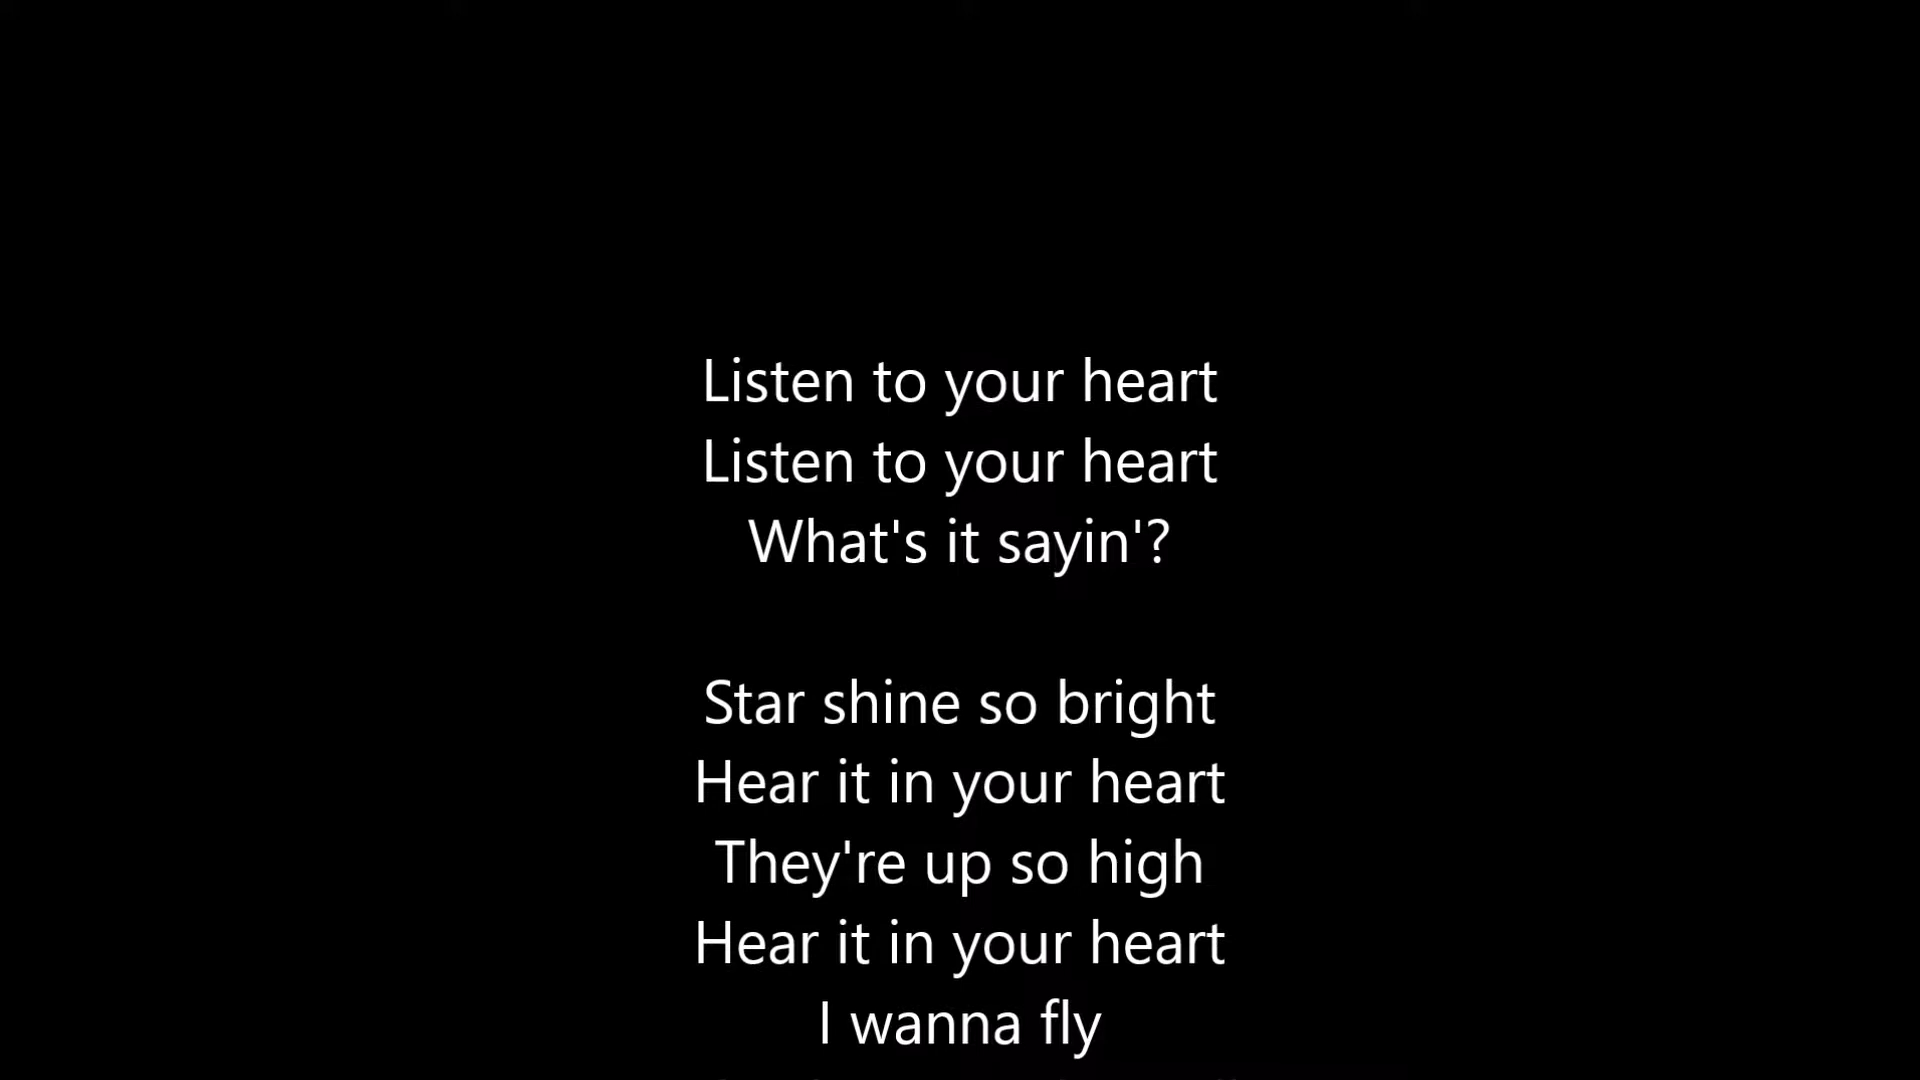 Listen to your heart
Listen to your heart
What's it sayin'?
Star shine so bright
Hear it in your heart
They're up so high
Hear it in your heart
I wanna fly